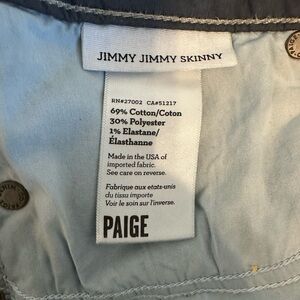 JIMMY JIMMY SKINNY
RN#27002 CA#51217
69% Cotton/Coton
30% Polyester
1% Elastane/
Élasthanne
Made in the USA of
imported fabric.
See care on reverse.
Fabrique aux etats-unis
du tissu importe
Voir le soin sur l'inverse.
PAIGE